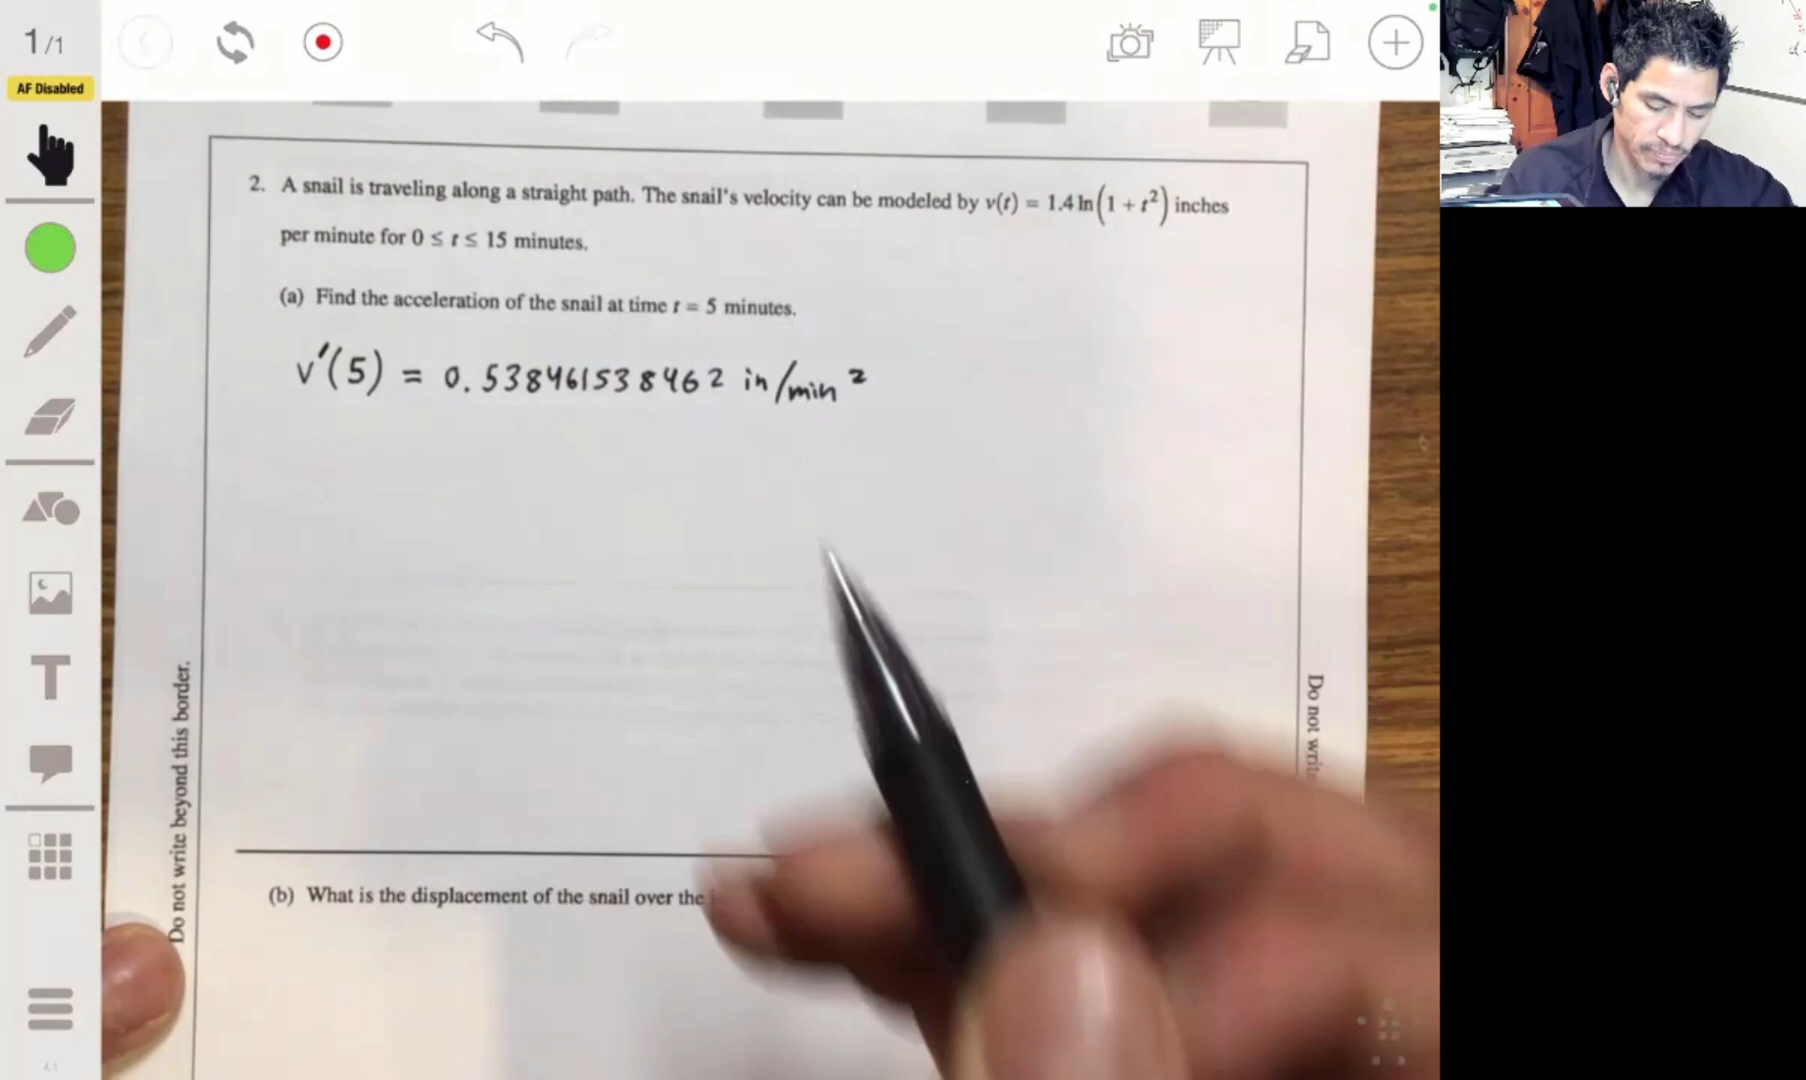 1/1
AF Disabled
2. A snail is traveling along a straight path. The snail's velocity can be modeled by v(t) = 1.4 ln(1 + t²) inches
per minute for 0 ≤ t ≤ 15 minutes.
(a) Find the acceleration of the snail at time t = 5 minutes.
v'(5) = 0.538461538462 in/min²
T
(b) What is the displacement of the snail over the
Do not write beyond this border.
Do not write
4.1